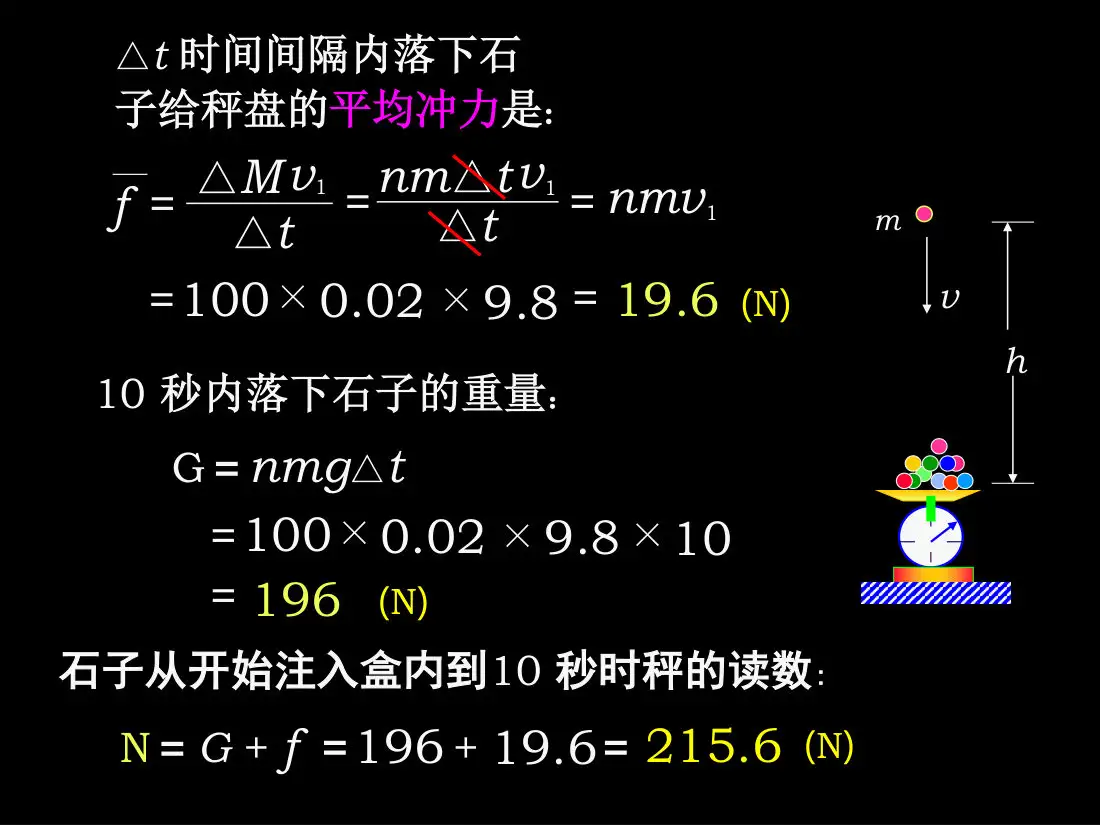 △t 时间间隔内落下石
子给秤盘的平均冲力是：
f̅ = △Mυ₁ / △t = nm△tυ₁ / △t = nmυ₁
= 100 × 0.02 × 9.8 = 19.6 (N)
m
υ
h
10 秒内落下石子的重量：
G = nmg△t
= 100 × 0.02 × 9.8 × 10
= 196 (N)
石子从开始注入盒内到10 秒时秤的读数：
N = G + f = 196 + 19.6 = 215.6 (N)